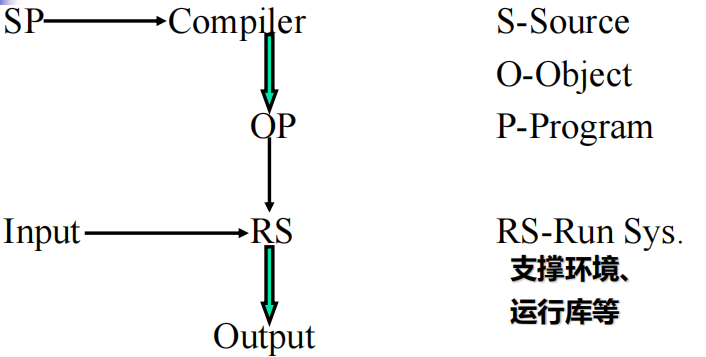 SP Compiler S-Source
O-Object
OP P-Program
Input RS RS-Run Sys.
支撑环境、
运行库等
Output